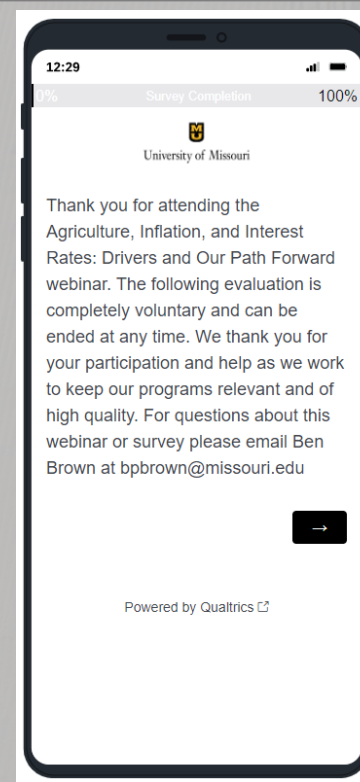 12:29
0% Survey Completion 100%
MU
University of Missouri
Thank you for attending the
Agriculture, Inflation, and Interest
Rates: Drivers and Our Path Forward
webinar. The following evaluation is
completely voluntary and can be
ended at any time. We thank you for
your participation and help as we work
to keep our programs relevant and of
high quality. For questions about this
webinar or survey please email Ben
Brown at bpbrown@missouri.edu
→
Powered by Qualtrics